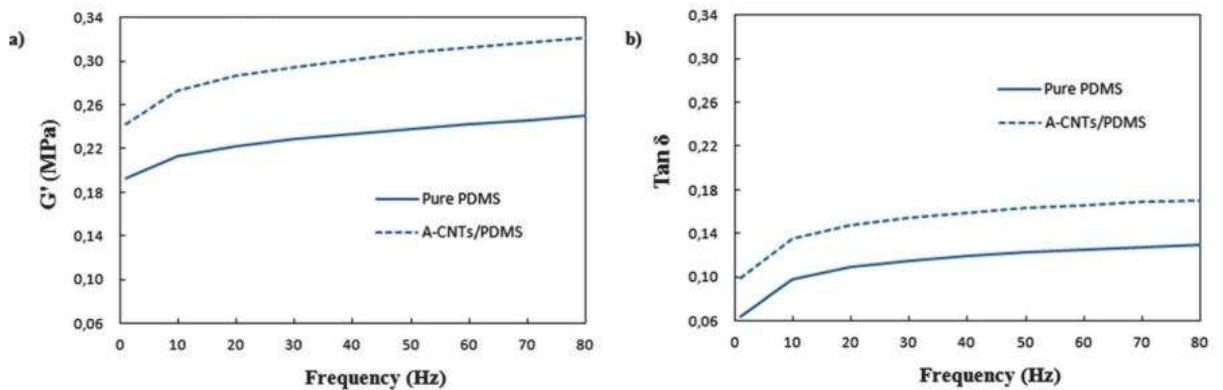 a)
G' (MPa)
0,34
0,30
0,26
0,22
0,18
0,14
0,10
0,06
0 10 20 30 40 50 60 70 80
Frequency (Hz)
Pure PDMS
A-CNTs/PDMS
b)
Tan δ
0,34
0,30
0,26
0,22
0,18
0,14
0,10
0,06
0 10 20 30 40 50 60 70 80
Frequency (Hz)
Pure PDMS
A-CNTs/PDMS